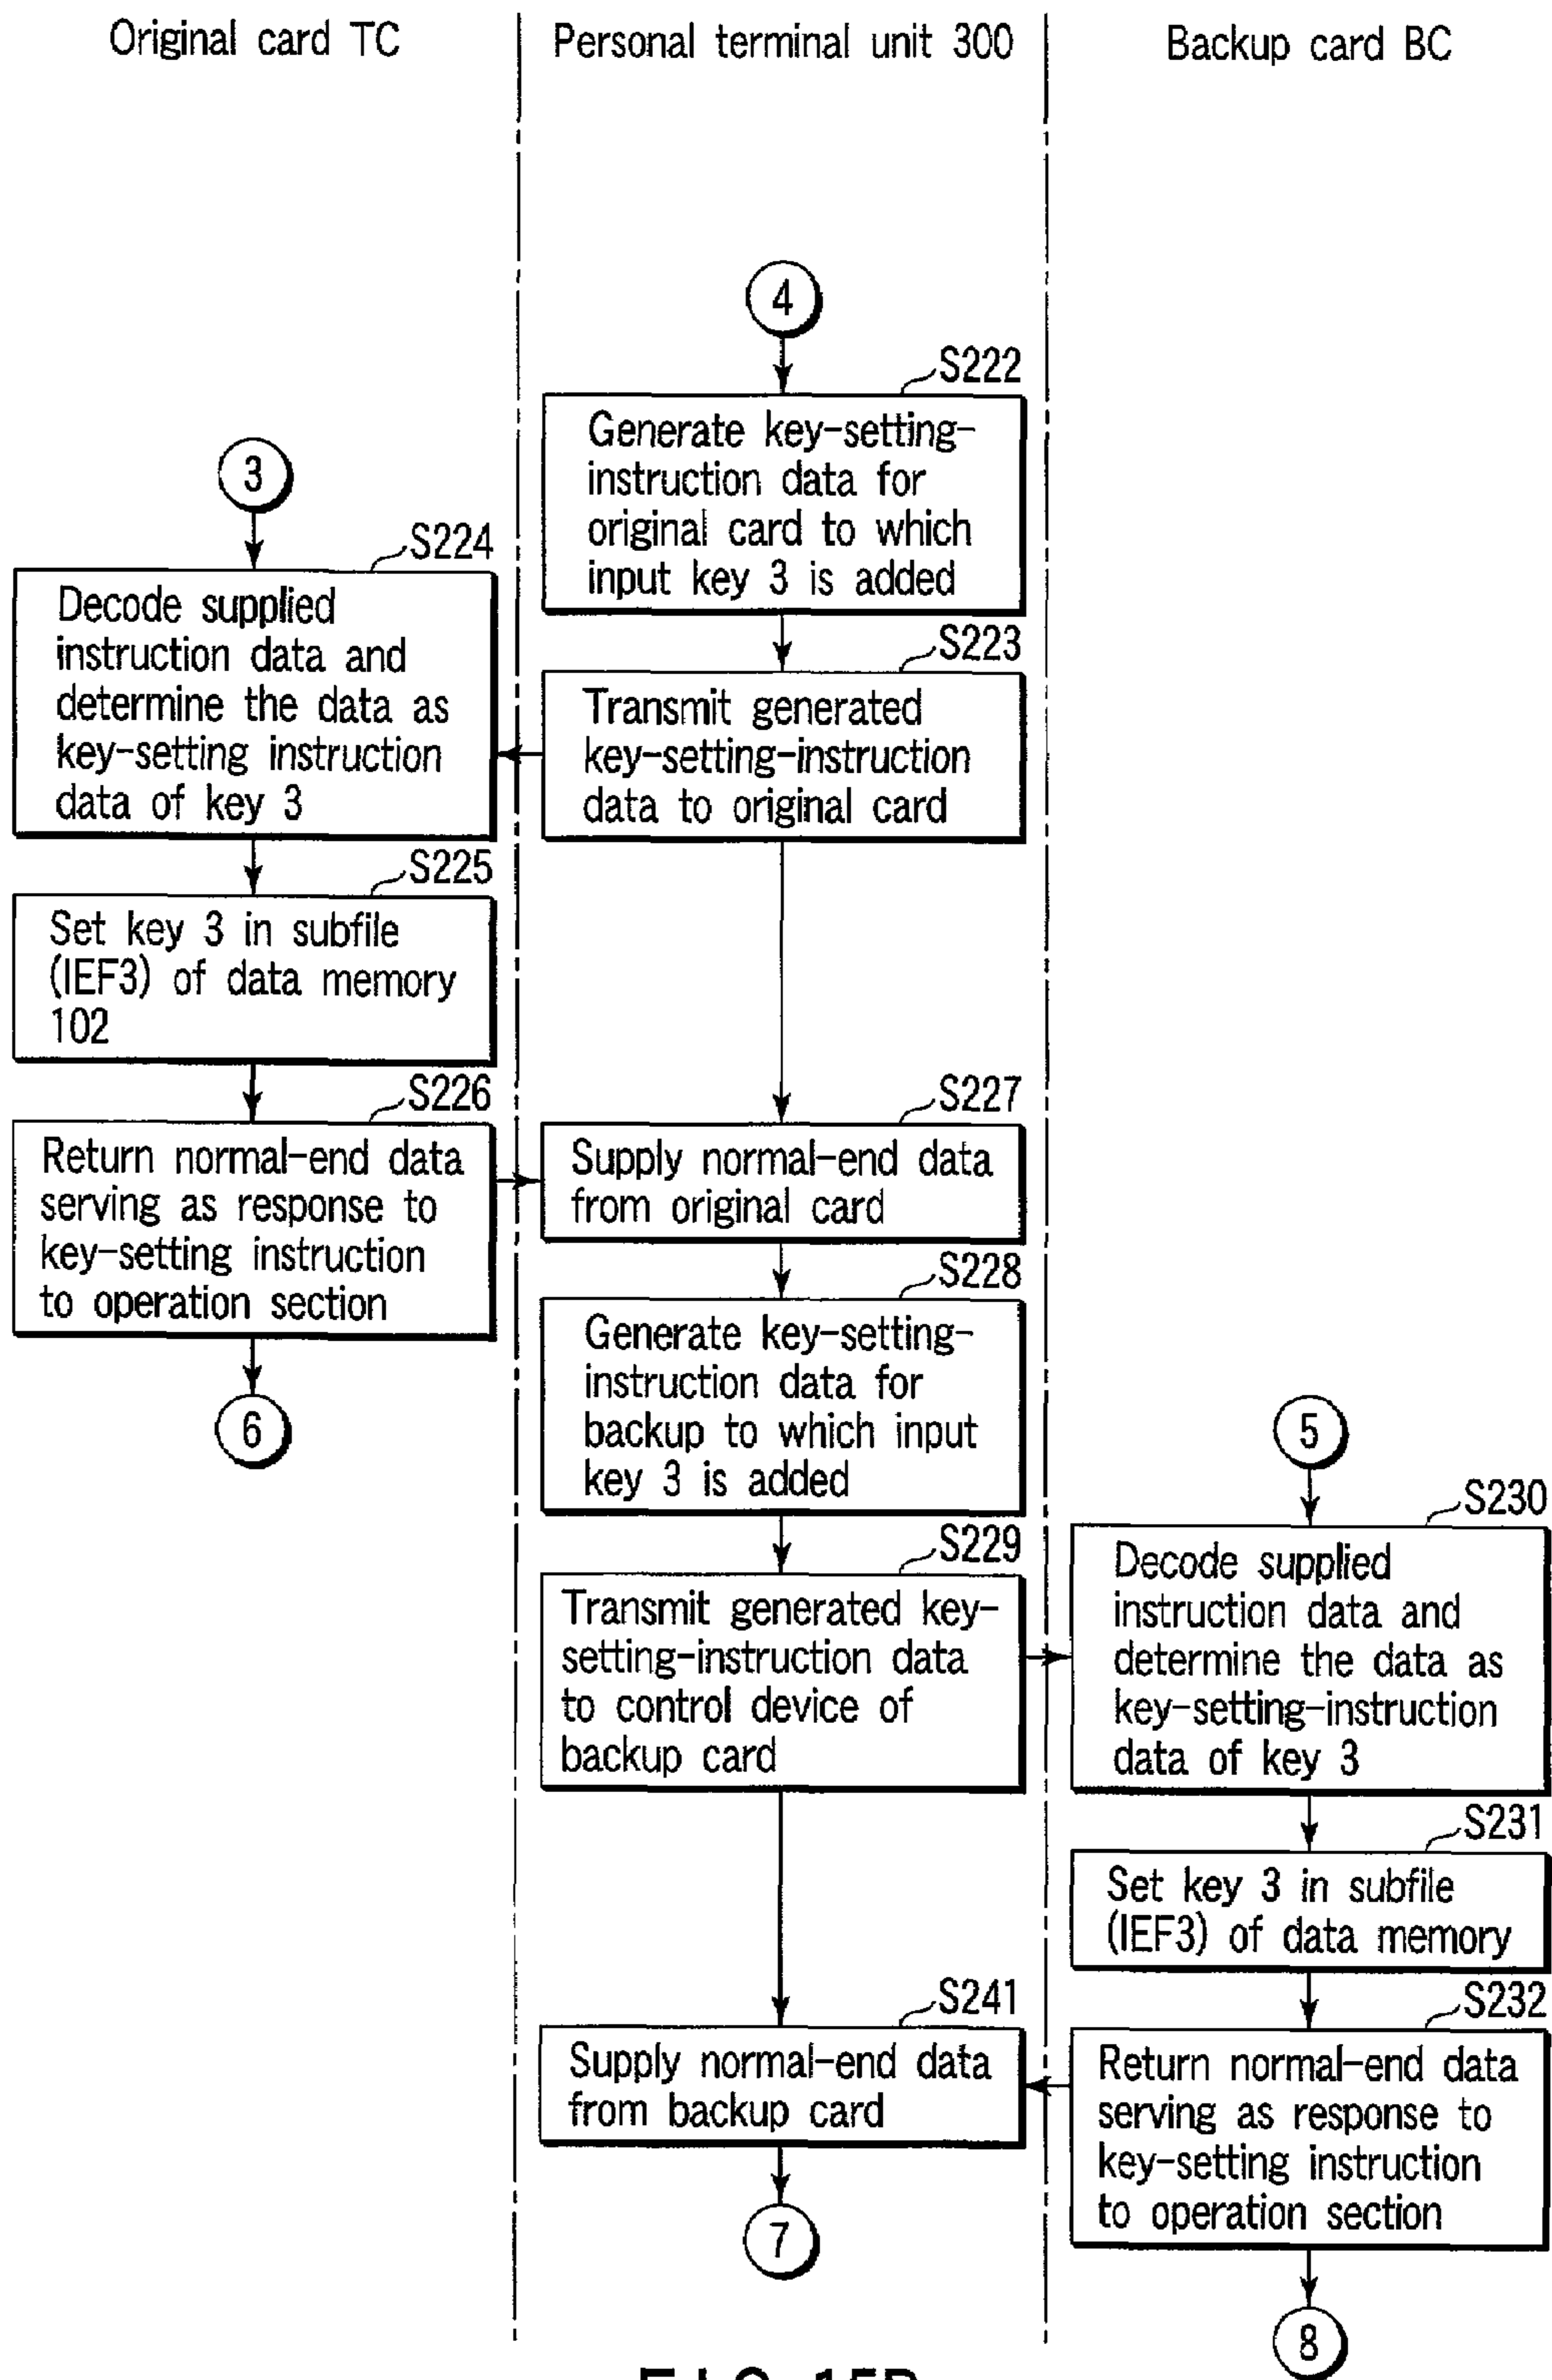 Original card TC
Personal terminal unit 300
Backup card BC
4
S222
Generate key-setting-
instruction data for
original card to which
input key 3 is added
3
S224
Decode supplied
instruction data and
determine the data as
key-setting instruction
data of key 3
S223
Transmit generated
key-setting-instruction
data to original card
S225
Set key 3 in subfile
(IEF3) of data memory
102
S226
Return normal-end data
serving as response to
key-setting instruction
to operation section
6
S227
Supply normal-end data
from original card
S228
Generate key-setting-
instruction data for
backup to which input
key 3 is added
S229
Transmit generated key-
setting-instruction data
to control device of
backup card
5
S230
Decode supplied
instruction data and
determine the data as
key-setting-instruction
data of key 3
S231
Set key 3 in subfile
(IEF3) of data memory
S232
Return normal-end data
serving as response to
key-setting instruction
to operation section
8
S241
Supply normal-end data
from backup card
7